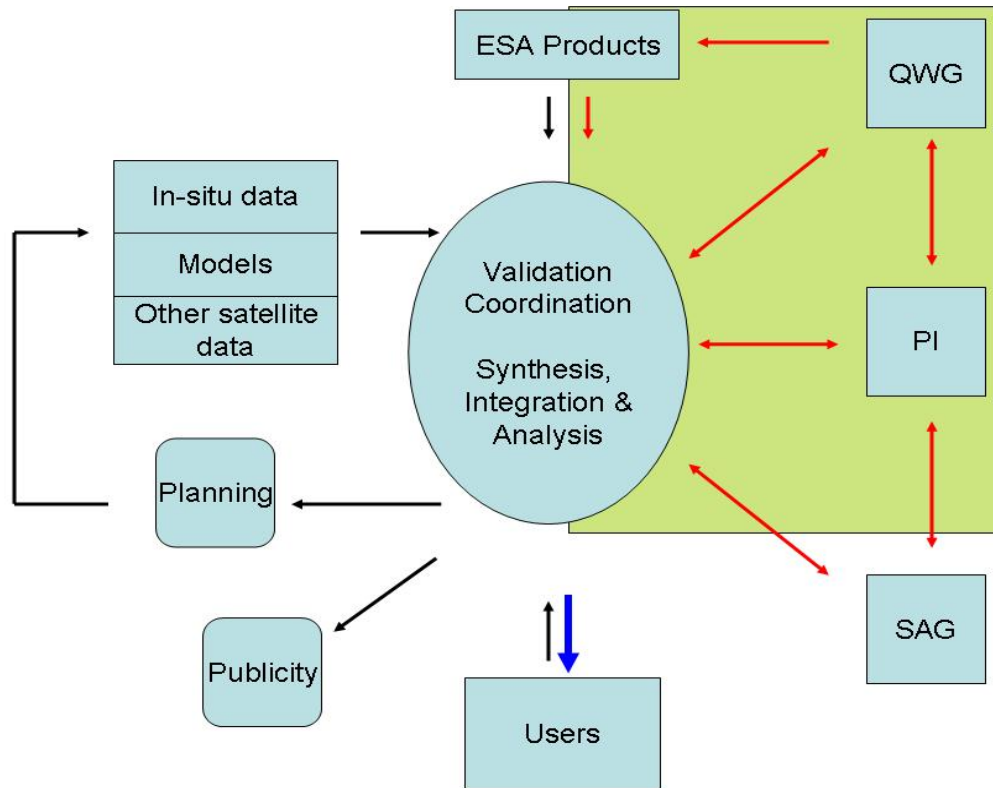 ESA Products
QWG
In-situ data
Models
Other satellite
data
Validation
Coordination
Synthesis,
Integration &
Analysis
PI
Planning
SAG
Publicity
Users